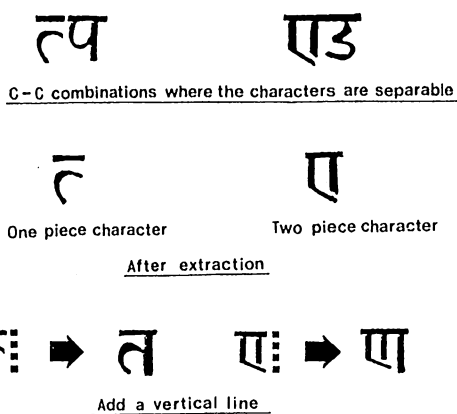 त्प ण्ड
C-C combinations where the characters are separable
त् ण्
One piece character Two piece character
After extraction
त ण् ण
Add a vertical line